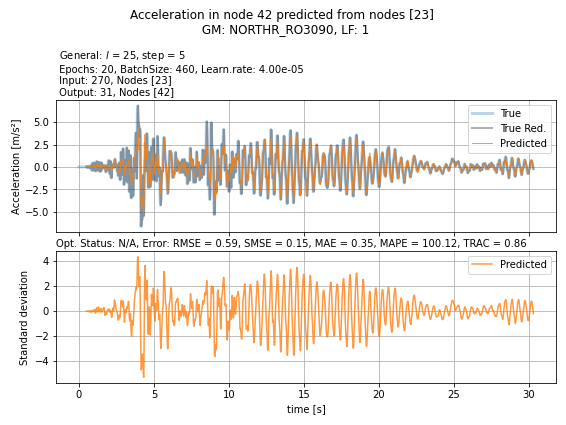 Acceleration in node 42 predicted from nodes [23]
GM: NORTHR_RO3090, LF: 1
General: l = 25, step = 5
Epochs: 20, BatchSize: 460, Learn.rate: 4.00e-05
Input: 270, Nodes [23]
Output: 31, Nodes [42]
Acceleration [m/s²]
5.0
2.5
0.0
−2.5
−5.0
True
True Red.
Predicted
Opt. Status: N/A, Error: RMSE = 0.59, SMSE = 0.15, MAE = 0.35, MAPE = 100.12, TRAC = 0.86
Standard deviation
4
2
0
−2
−4
Predicted
0 5 10 15 20 25 30
time [s]